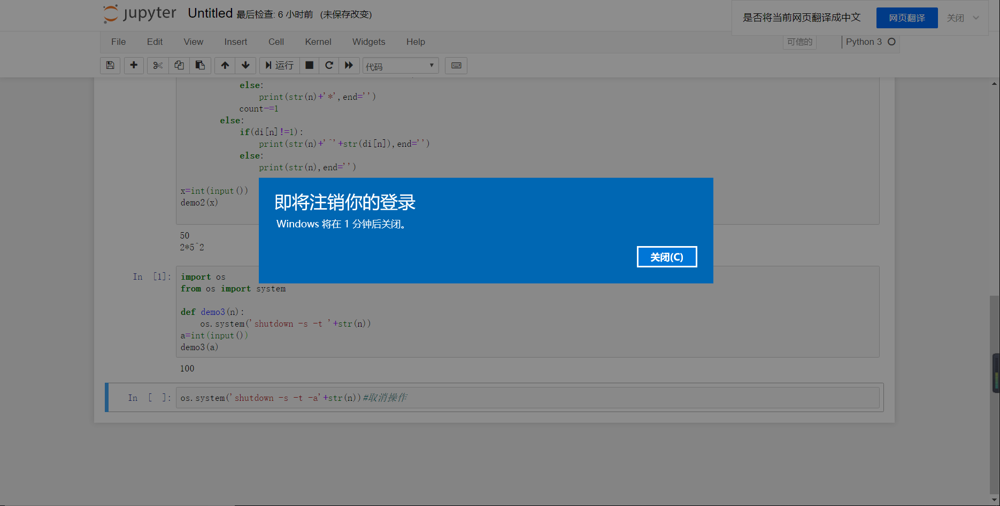 jupyter Untitled 最后检查: 6 小时前 (未保存改变)
是否将当前网页翻译成中文 网页翻译 关闭
File Edit View Insert Cell Kernel Widgets Help 可信的 Python 3
运行 代码
else:
print(str(n)+'*',end='')
count-=1
else:
if(di[n]!=1):
print(str(n)+'^'+str(di[n]),end='')
else:
print(str(n),end='')
x=int(input())
demo2(x)
即将注销你的登录
Windows 将在 1 分钟后关闭。
关闭(C)
50
2*5^2
In [1]: import os
from os import system
def demo3(n):
os.system('shutdown -s -t '+str(n))
a=int(input())
demo3(a)
100
In [ ]: os.system('shutdown -s -t -a'+str(n))#取消操作